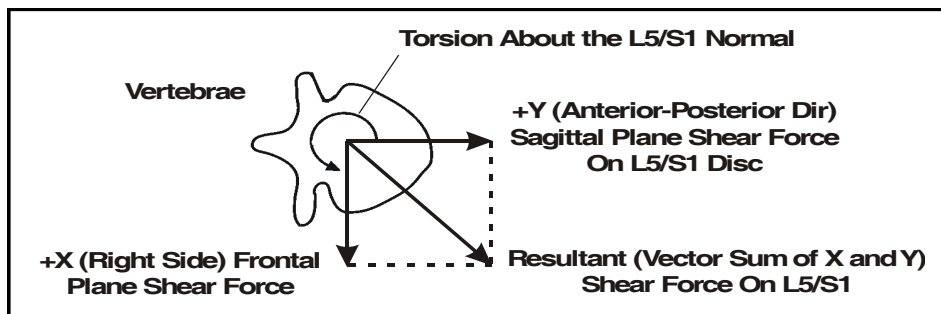 Torsion About the L5/S1 Normal
Vertebrae
+Y (Anterior-Posterior Dir)
Sagittal Plane Shear Force
On L5/S1 Disc
+X (Right Side) Frontal
Plane Shear Force
Resultant (Vector Sum of X and Y)
Shear Force On L5/S1